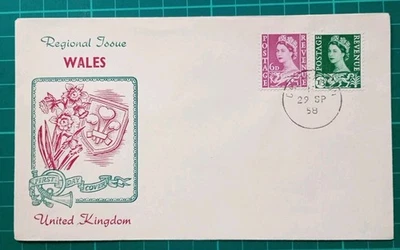 Regional Issue
WALES
FIRST DAY COVER
United Kingdom
POSTAGE
REVENUE
6D
POSTAGE
REVENUE
29 SP
58